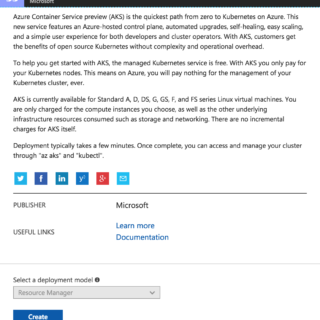 Microsoft
Azure Container Service preview (AKS) is the quickest path from zero to Kubernetes on Azure. This
new service features an Azure-hosted control plane, automated upgrades, self-healing, easy scaling,
and a simple user experience for both developers and cluster operators. With AKS, customers get
the benefits of open source Kubernetes without complexity and operational overhead.
To help you get started with AKS, the managed Kubernetes service is free. With AKS you only pay for
your Kubernetes nodes. This means on Azure, you will pay nothing for the management of your
Kubernetes cluster, ever.
AKS is currently available for Standard A, D, DS, G, GS, F, and FS series Linux virtual machines. You
are only charged for the compute instances you choose, as well as the other underlying
infrastructure resources consumed such as storage and networking. There are no incremental
charges for AKS itself.
Deployment typically takes a few minutes. Once complete, you can access and manage your cluster
through "az aks" and "kubectl".
PUBLISHER Microsoft
USEFUL LINKS Learn more
Documentation
Select a deployment model
Resource Manager
Create